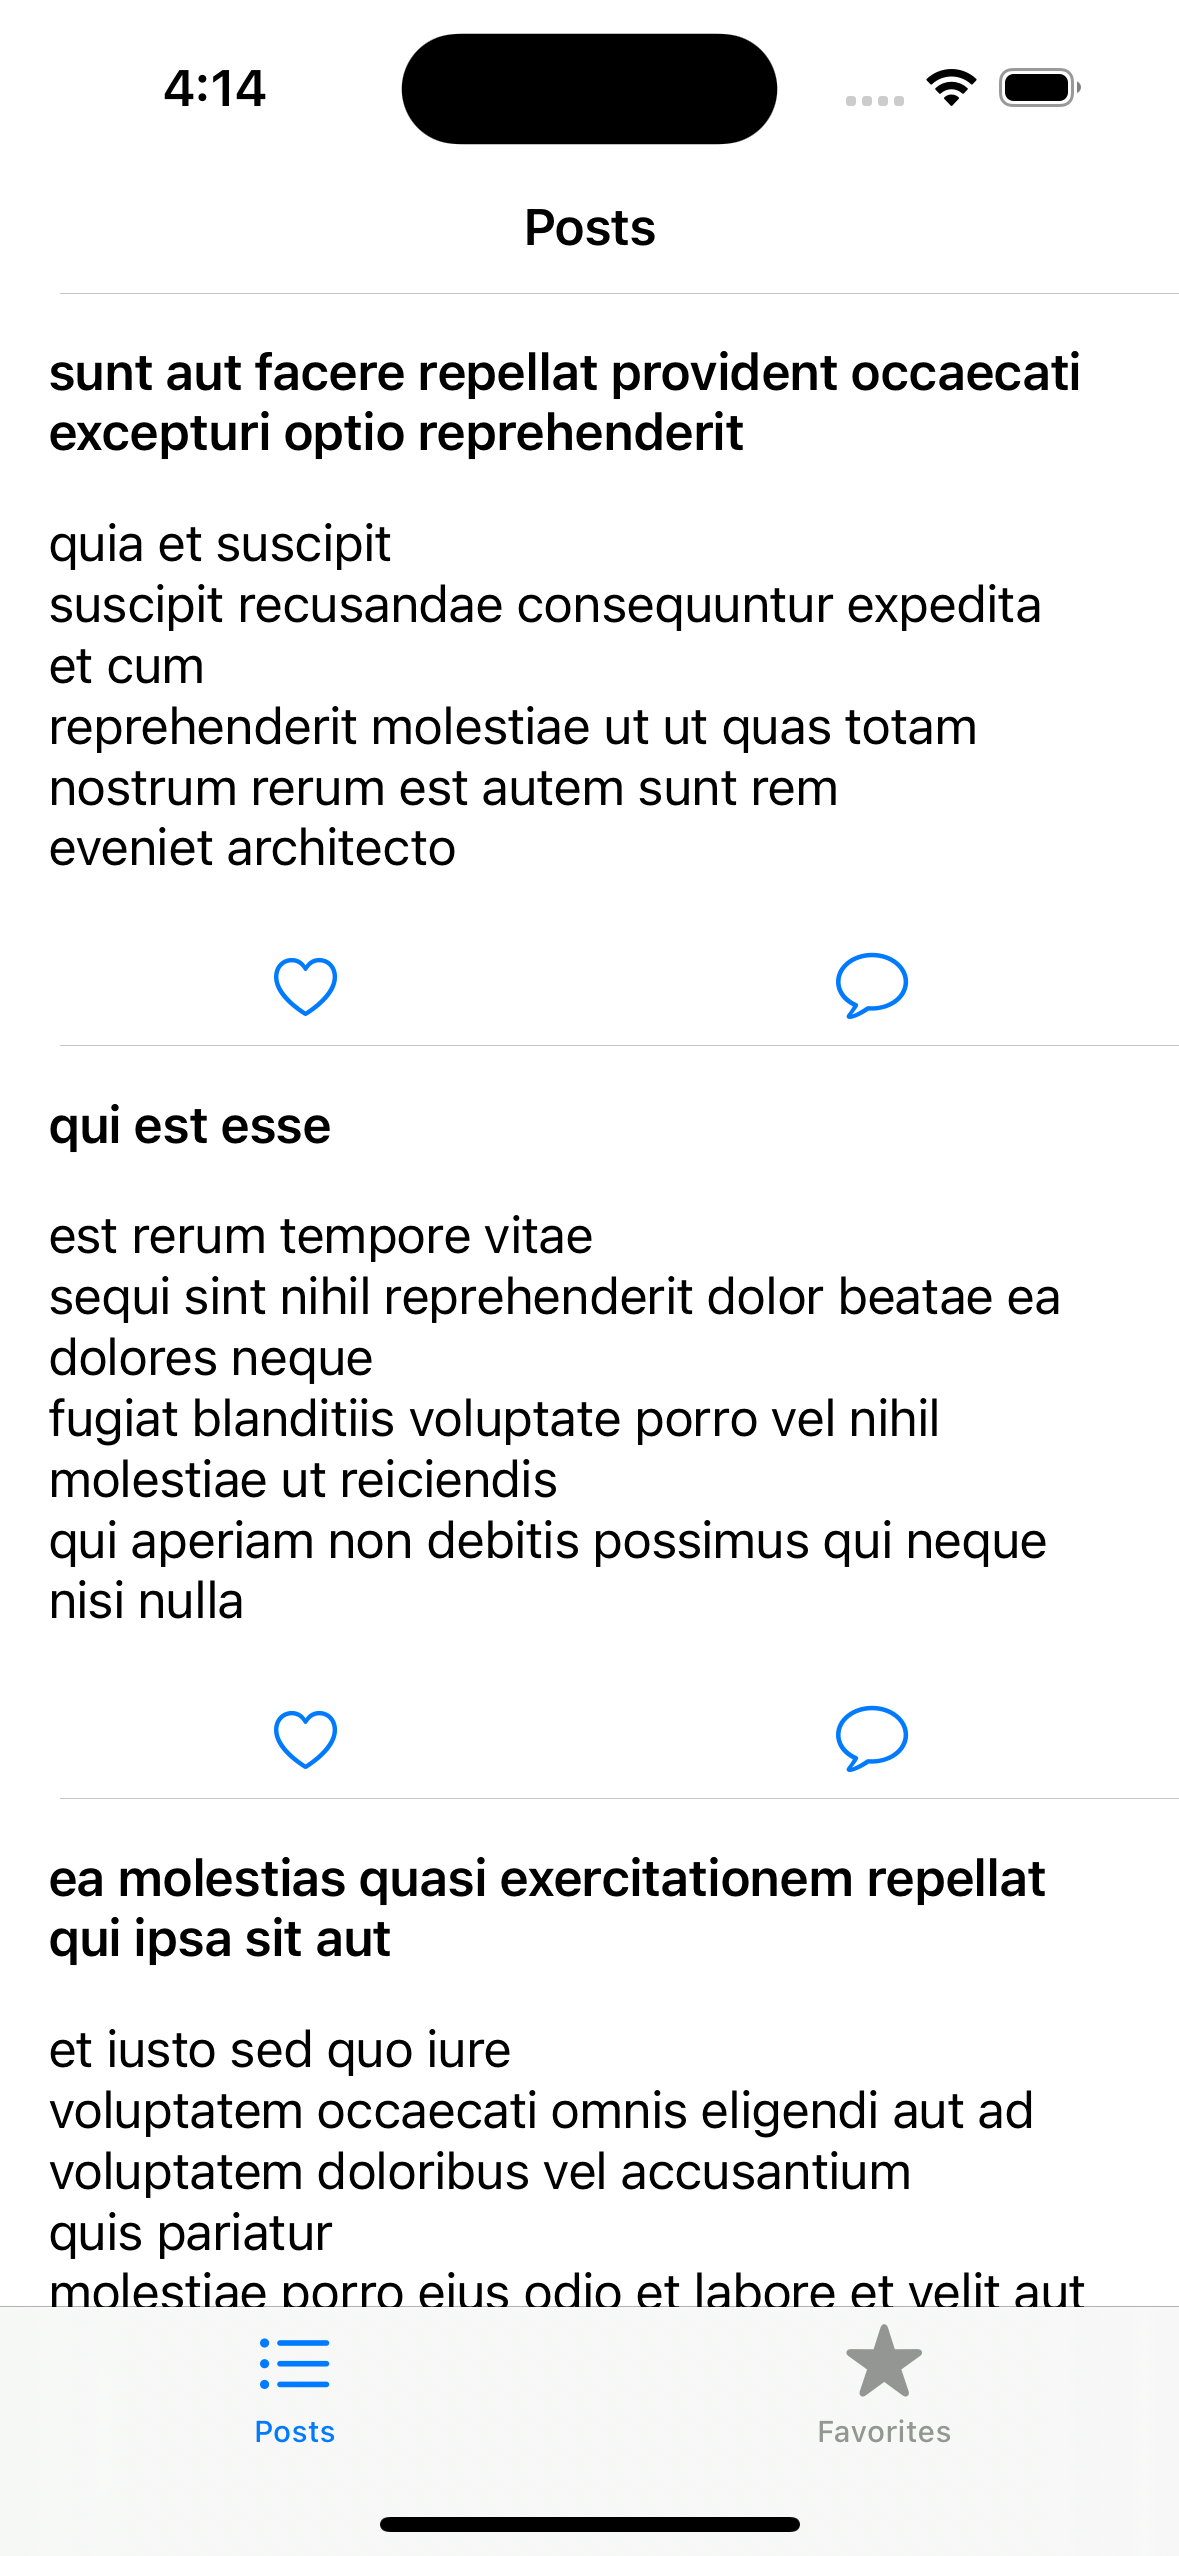 4:14
Posts
sunt aut facere repellat provident occaecati
excepturi optio reprehenderit
quia et suscipit
suscipit recusandae consequuntur expedita
et cum
reprehenderit molestiae ut ut quas totam
nostrum rerum est autem sunt rem
eveniet architecto
qui est esse
est rerum tempore vitae
sequi sint nihil reprehenderit dolor beatae ea
dolores neque
fugiat blanditiis voluptate porro vel nihil
molestiae ut reiciendis
qui aperiam non debitis possimus qui neque
nisi nulla
ea molestias quasi exercitationem repellat
qui ipsa sit aut
et iusto sed quo iure
voluptatem occaecati omnis eligendi aut ad
voluptatem doloribus vel accusantium
quis pariatur
molestiae porro eius odio et labore et velit aut
Posts
Favorites